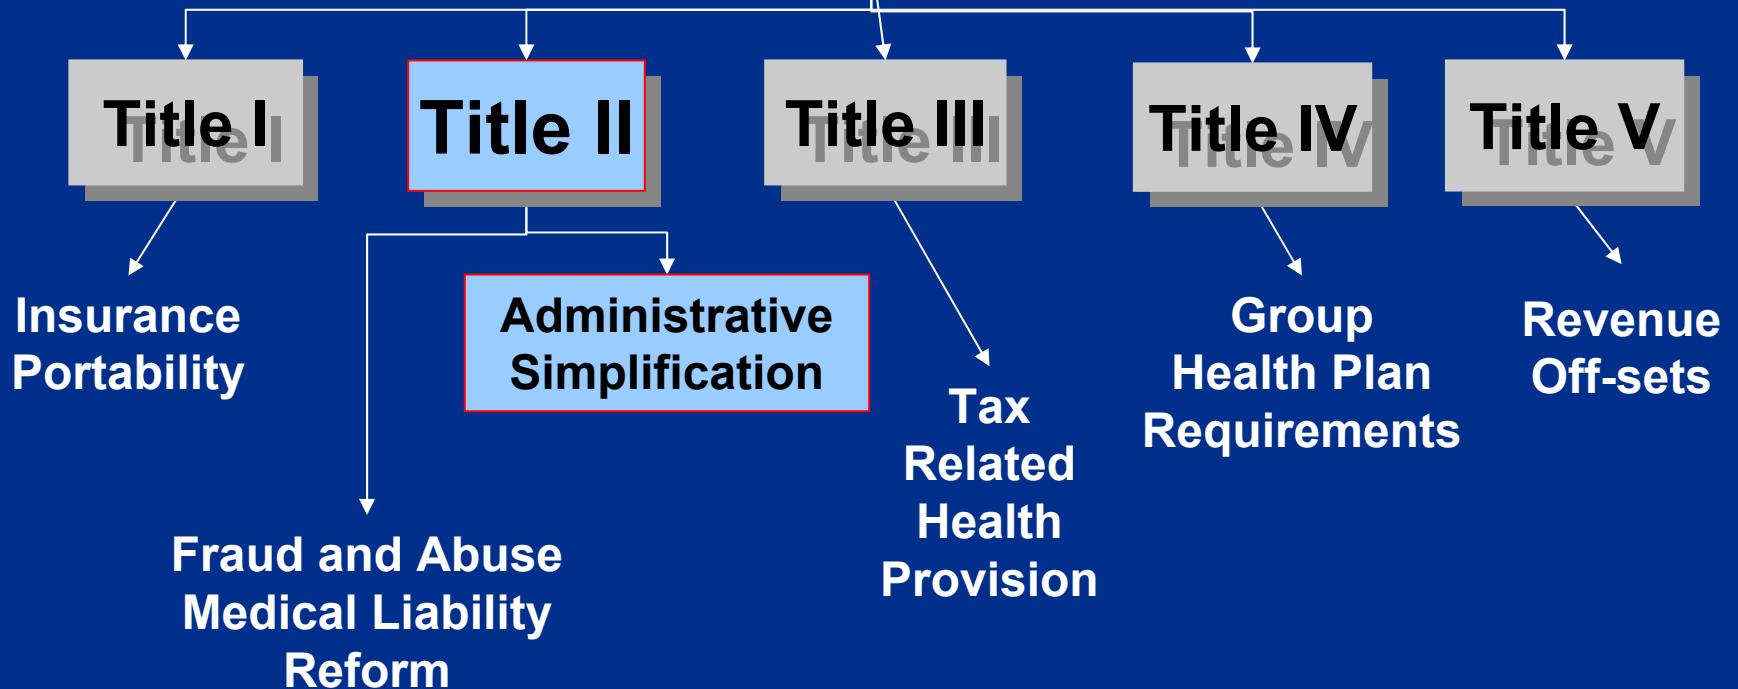 Title I
Title II
Title III
Title IV
Title V
Insurance
Portability
Administrative
Simplification
Fraud and Abuse
Medical Liability
Reform
Tax
Related
Health
Provision
Group
Health Plan
Requirements
Revenue
Off-sets